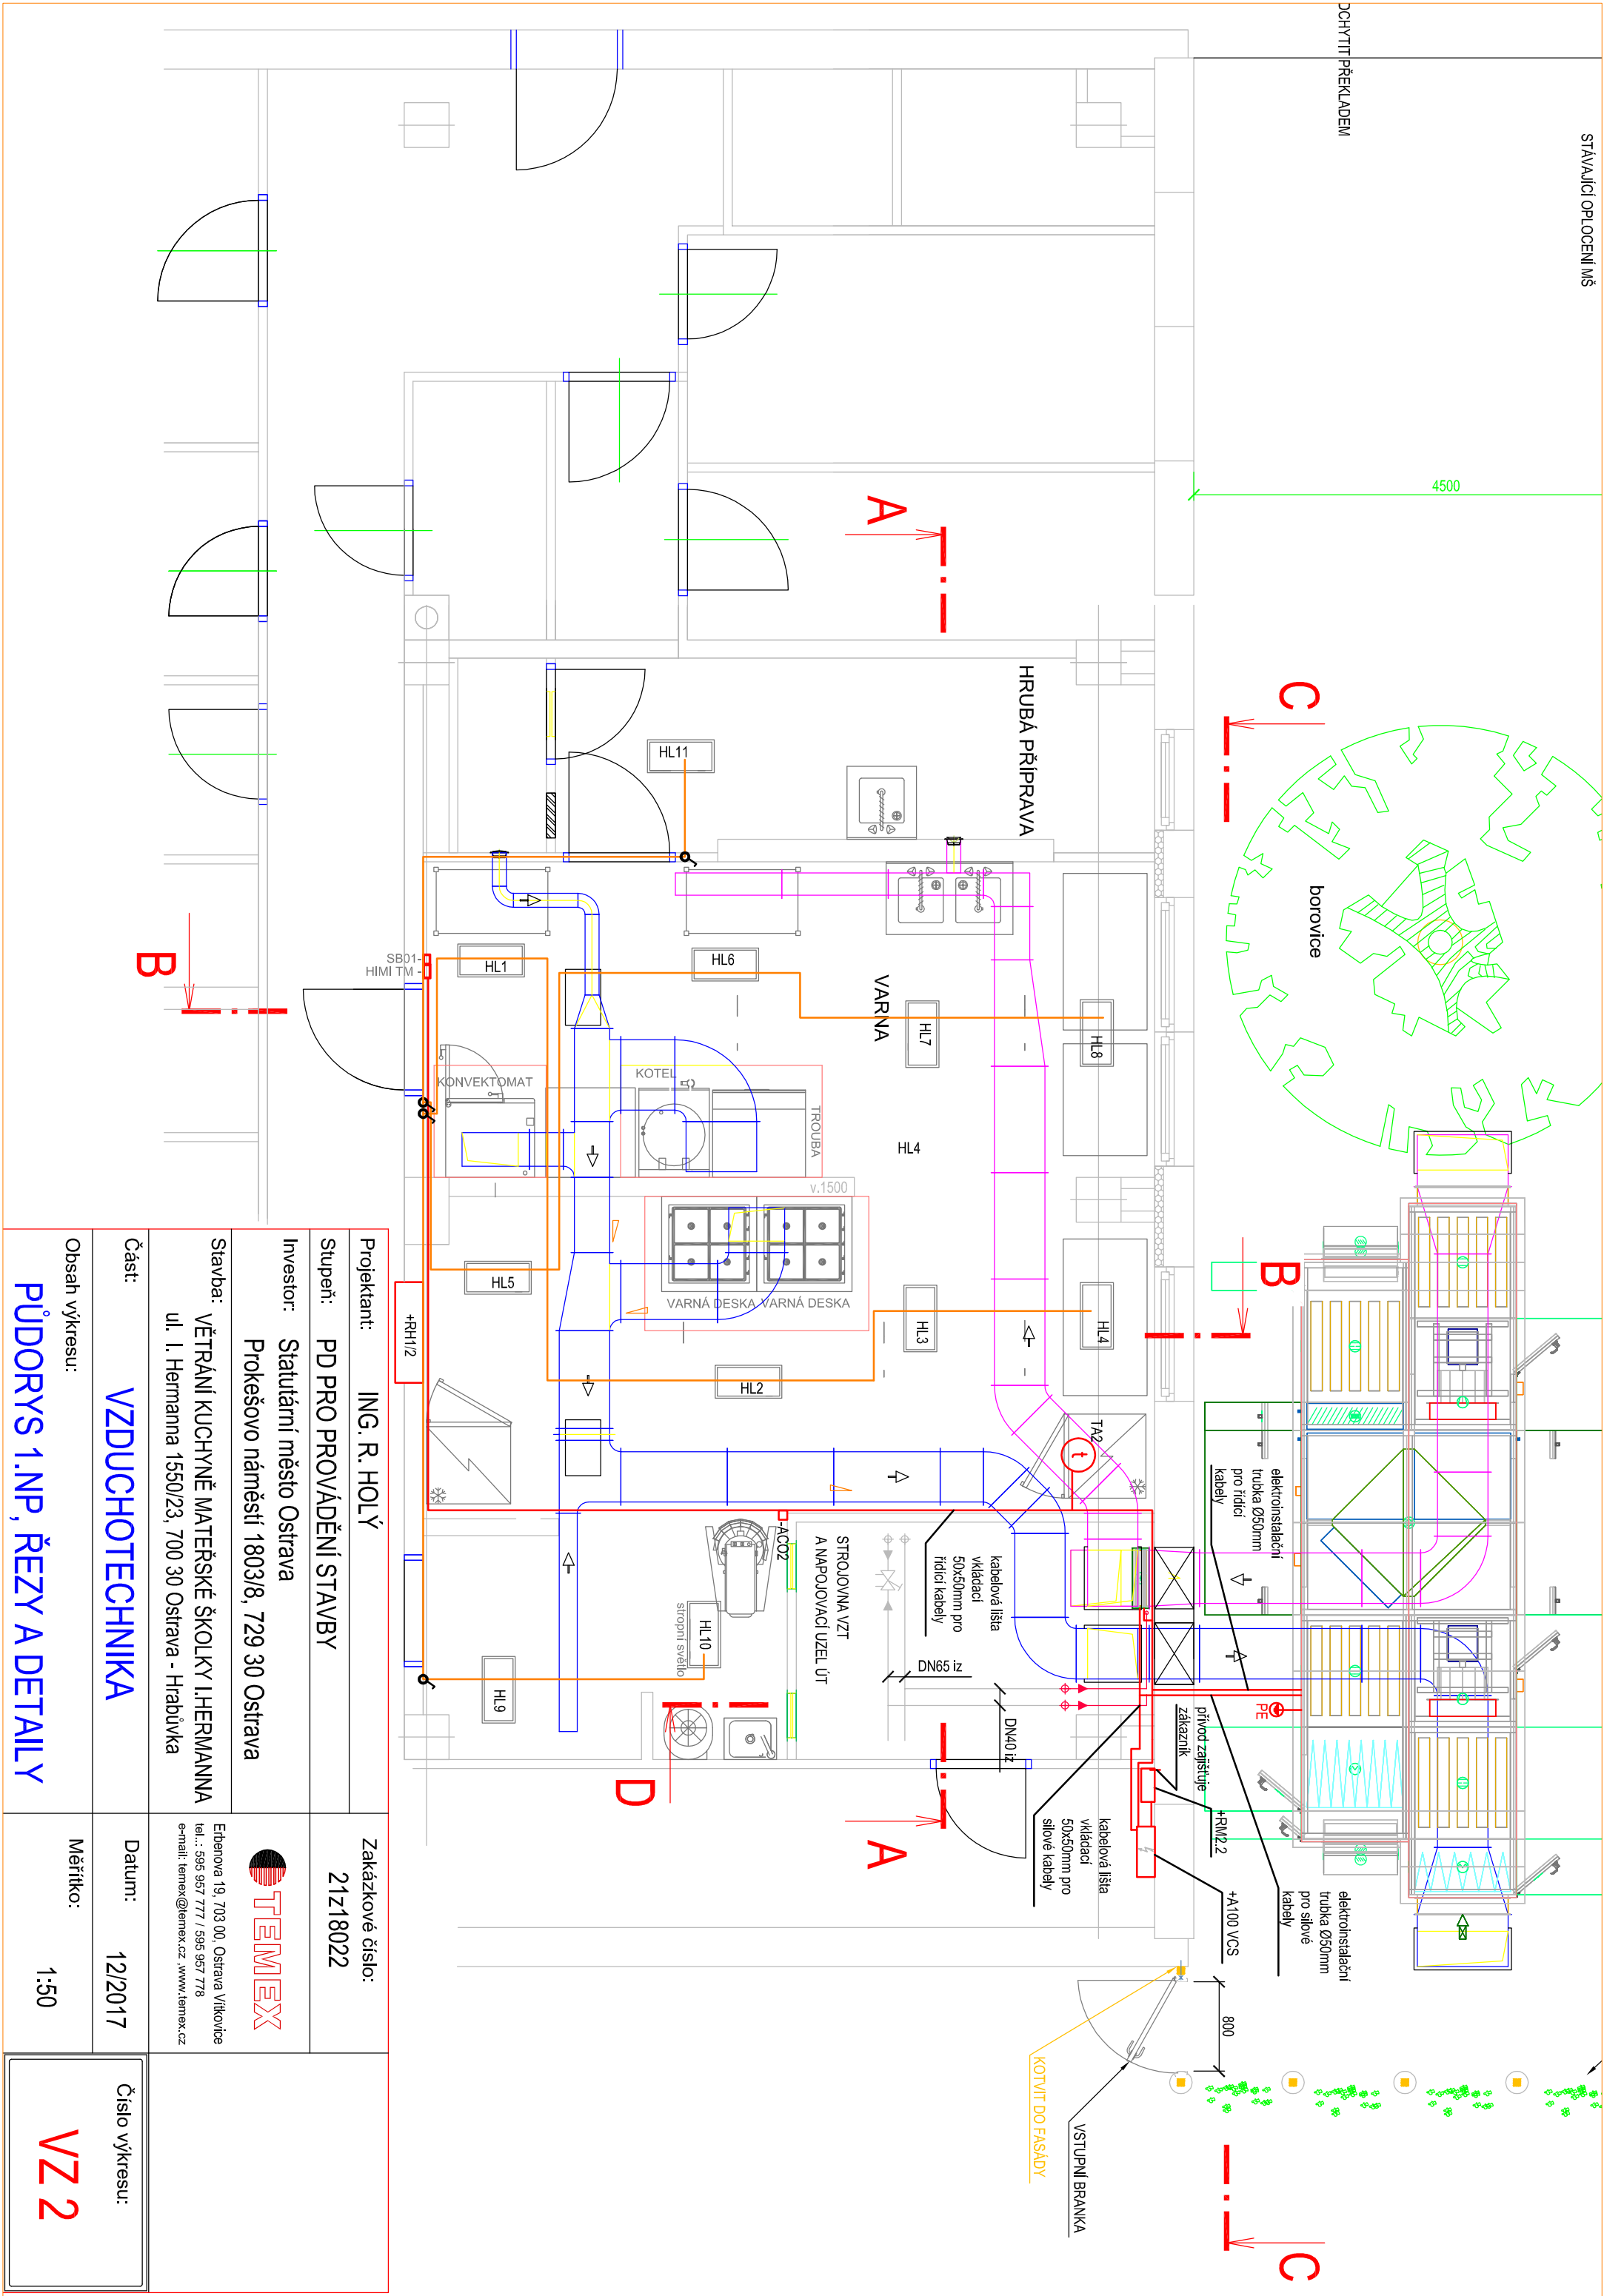 STÁVAJÍCÍ OPLOCENÍ MŠ
OCHYTIT PŘEKLADEM
4500
C
borovice
A
HRUBÁ PŘÍPRAVA
HL11
B
SB01
HIMI TM
HL1
HL6
VARNA
HL7
HL8
KONVEKTOMAT
KOTEL
TROUBA
HL4
v.1500
VARNÁ DESKA
VARNÁ DESKA
HL5
HL2
HL3
HL4
B
+RH1/2
TA2
t
elektroinstalační
trubka Ø50mm
pro řídicí
kabely
-ACO2
STROJOVNA VZT
A NAPOJOVACÍ UZEL ÚT
kabelová lišta
vkládací
50x50mm pro
řídicí kabely
HL10
stropní světlo
HL9
DN65 iz
DN40 iz
PE
přívod zajišťuje
zákazník
+RM2.2
+A100 VCS
kabelová lišta
vkládací
50x50mm pro
silové kabely
elektroinstalační
trubka Ø50mm
pro silové
kabely
D
A
800
KOTVIT DO FASÁDY
VSTUPNÍ BRANKA
C
Projektant: ING. R. HOLÝ
Zakázkové číslo:
21z18022
Stupeň: PD PRO PROVÁDĚNÍ STAVBY
Investor: Statutární město Ostrava
Prokešovo náměstí 1803/8, 729 30 Ostrava
TEMEX
Erbenova 19, 703 00, Ostrava Vítkovice
tel.: 595 957 777 / 595 957 778
e-mail: temex@temex.cz ,www.temex.cz
Stavba: VĚTRÁNÍ KUCHYNĚ MATEŘSKÉ ŠKOLKY I.HERMANNA
ul. I. Hermanna 1550/23, 700 30 Ostrava - Hrabůvka
Část: VZDUCHOTECHNIKA
Datum: 12/2017
Obsah výkresu:
PŮDORYS 1.NP, ŘEZY A DETAILY
Měřítko: 1:50
Číslo výkresu:
VZ 2